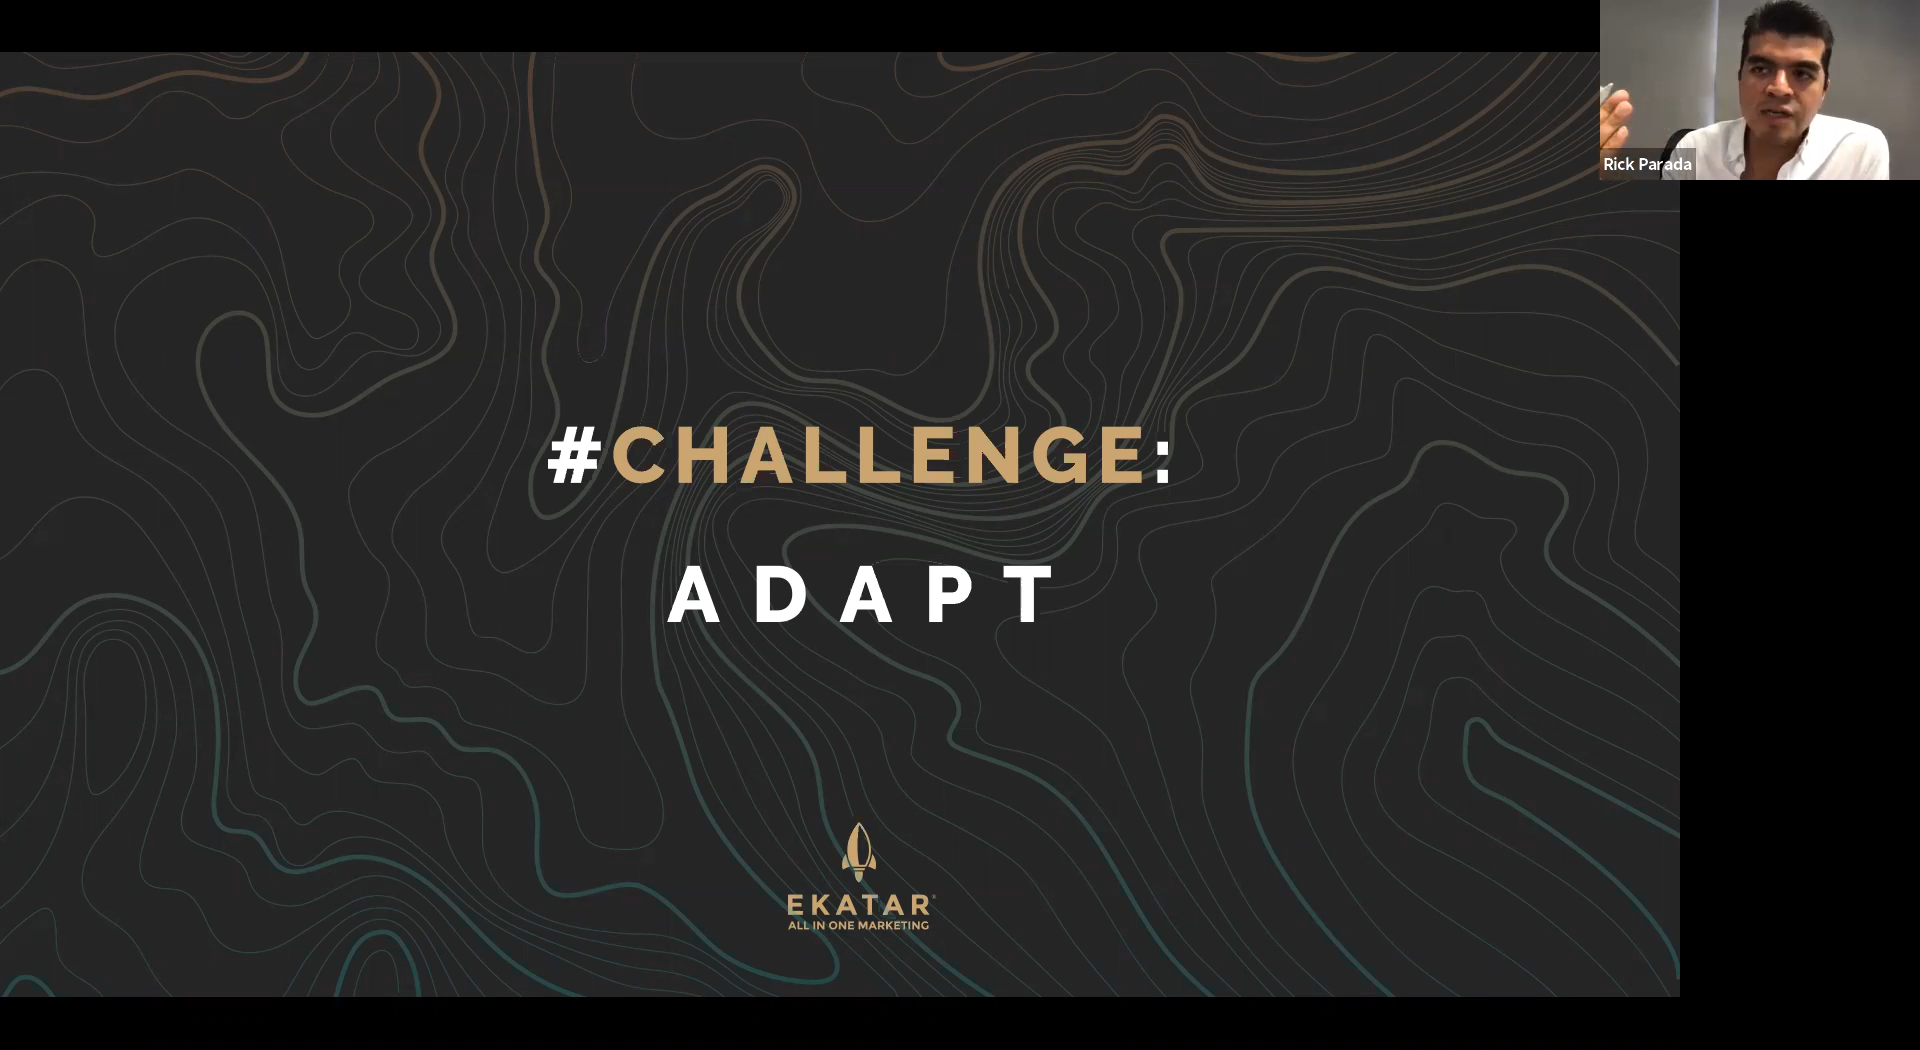 Rick Parada
#CHALLENGE:
ADAPT
EKATAR®
ALL IN ONE MARKETING